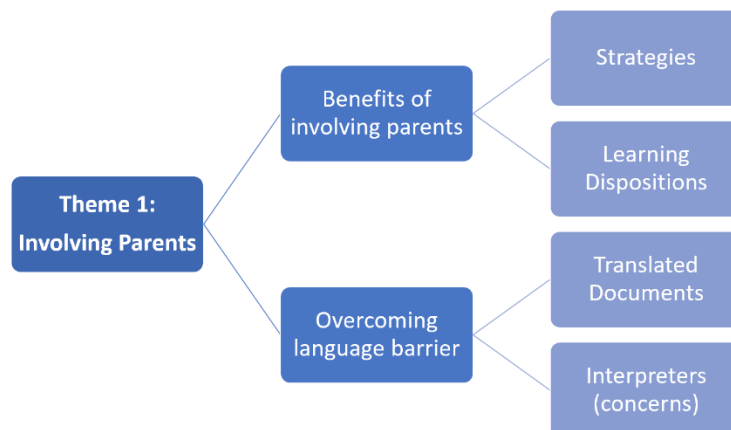 Theme 1:
Involving Parents
Benefits of
involving parents
Strategies
Learning
Dispositions
Overcoming
language barrier
Translated
Documents
Interpreters
(concerns)